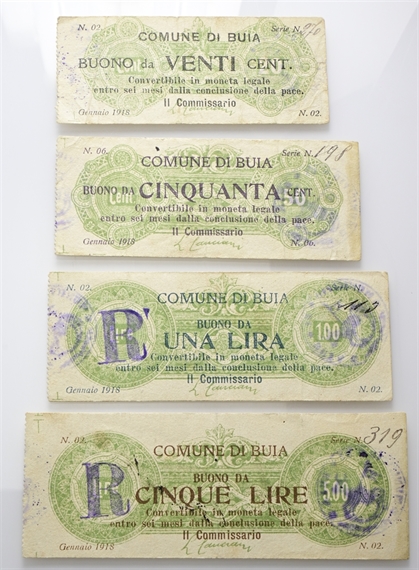 N. 02. Serie N.
COMUNE DI BUIA
BUONO da VENTI CENT.
Convertibile in moneta legale
entro sei mesi dalla conclusione della pace.
Il Commissario
Gennaio 1918 N. 02.
N. 06. Serie N. 198
COMUNE DI BUIA
BUONO DA CINQUANTA CENT.
Cent. 50
Convertibile in moneta legale
entro sei mesi dalla conclusione della pace.
Il Commissario
Gennaio 1918 N. 06.
N. 02. Serie N.
COMUNE DI BUIA
BUONO DA
R 100
UNA LIRA
Convertibile in moneta legale
entro sei mesi dalla conclusione della pace.
Il Commissario
Gennaio 1918 N. 02.
N. 02. Serie N. 319
COMUNE DI BUIA
BUONO DA
R 500
CINQUE LIRE
Convertibile in moneta legale
entro sei mesi dalla conclusione della pace.
Il Commissario
Gennaio 1918 N. 02.